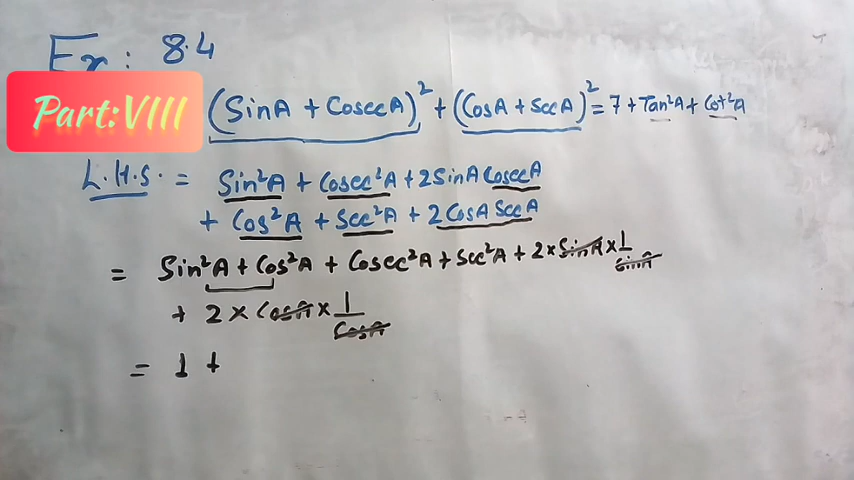 Ex: 8.4
Part:VIII
(SinA + CosecA)² + (CosA + SecA)² = 7 + Tan²A + Cot²A
L.H.S. = Sin²A + Cosec²A + 2SinA CosecA
+ Cos²A + Sec²A + 2CosA SecA
= Sin²A + Cos²A + Cosec²A + Sec²A + 2 × SinA × 1/SinA
+ 2 × CosA × 1/CosA
= 1 +